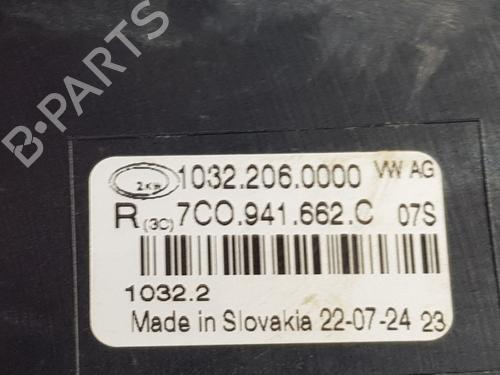 B-PARTS
2KB 1032.206.0000 VW AG
R (3C) 7C0.941.662.C 07S
1032.2
Made in Slovakia 22-07-24 23